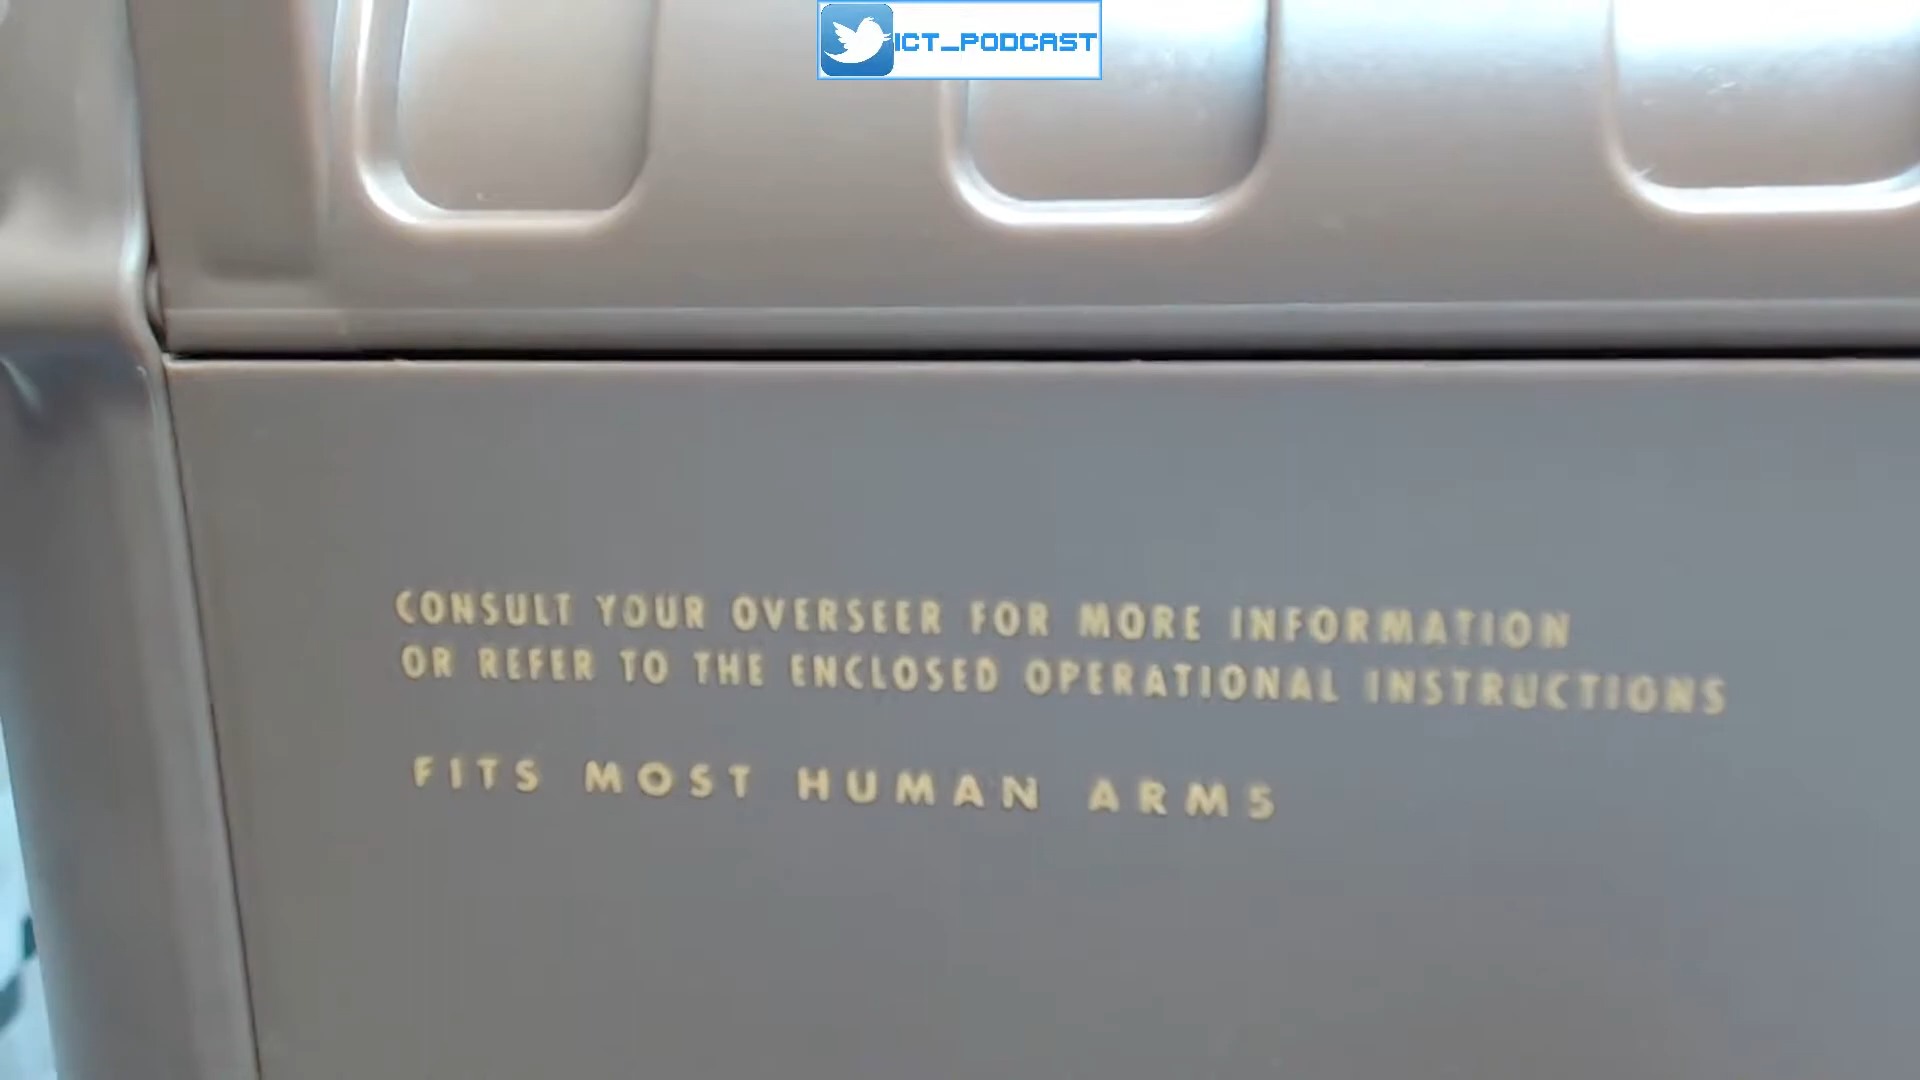 ICT_PODCAST
CONSULT YOUR OVERSEER FOR MORE INFORMATION
OR REFER TO THE ENCLOSED OPERATIONAL INSTRUCTIONS
FITS MOST HUMAN ARMS